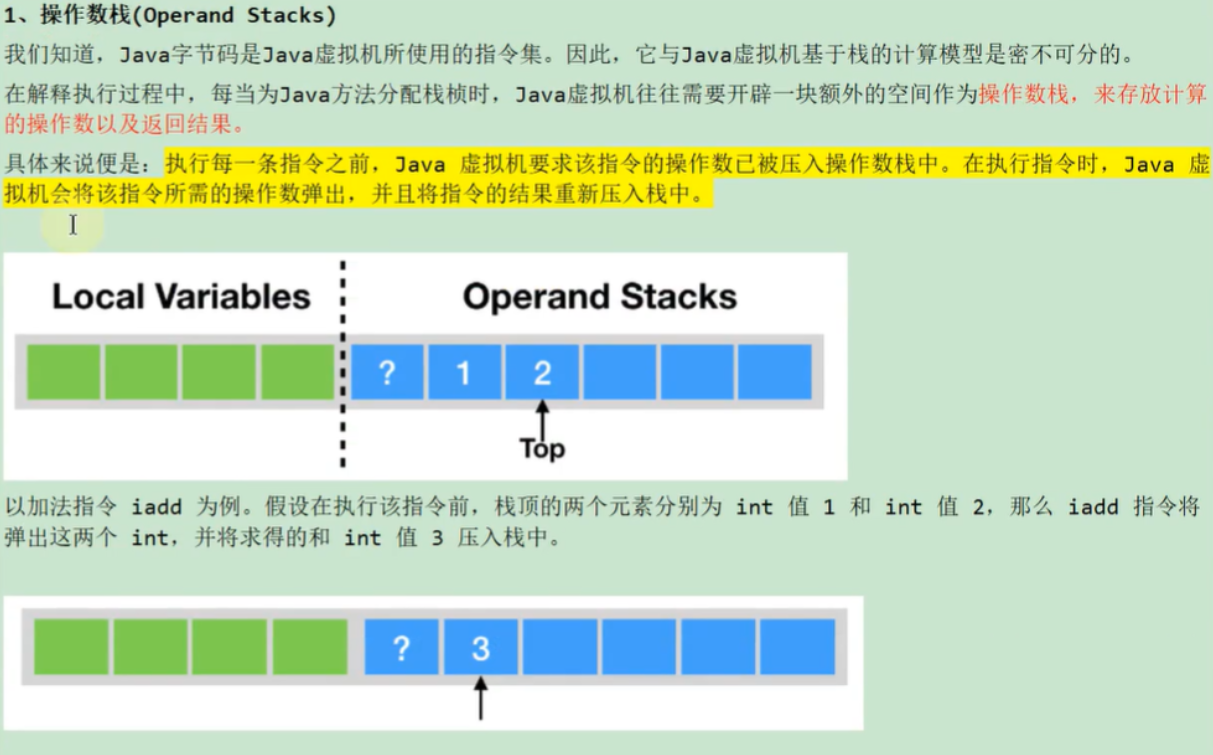 1、操作数栈(Operand Stacks)
我们知道，Java字节码是Java虚拟机所使用的指令集。因此，它与Java虚拟机基于栈的计算模型是密不可分的。
在解释执行过程中，每当为Java方法分配栈桢时，Java虚拟机往往需要开辟一块额外的空间作为操作数栈，来存放计算
的操作数以及返回结果。
具体来说便是：执行每一条指令之前，Java 虚拟机要求该指令的操作数已被压入操作数栈中。在执行指令时，Java 虚
拟机会将该指令所需的操作数弹出，并且将指令的结果重新压入栈中。
Local Variables Operand Stacks
? 1 2
Top
以加法指令 iadd 为例。假设在执行该指令前，栈顶的两个元素分别为 int 值 1 和 int 值 2，那么 iadd 指令将
弹出这两个 int，并将求得的和 int 值 3 压入栈中。
? 3